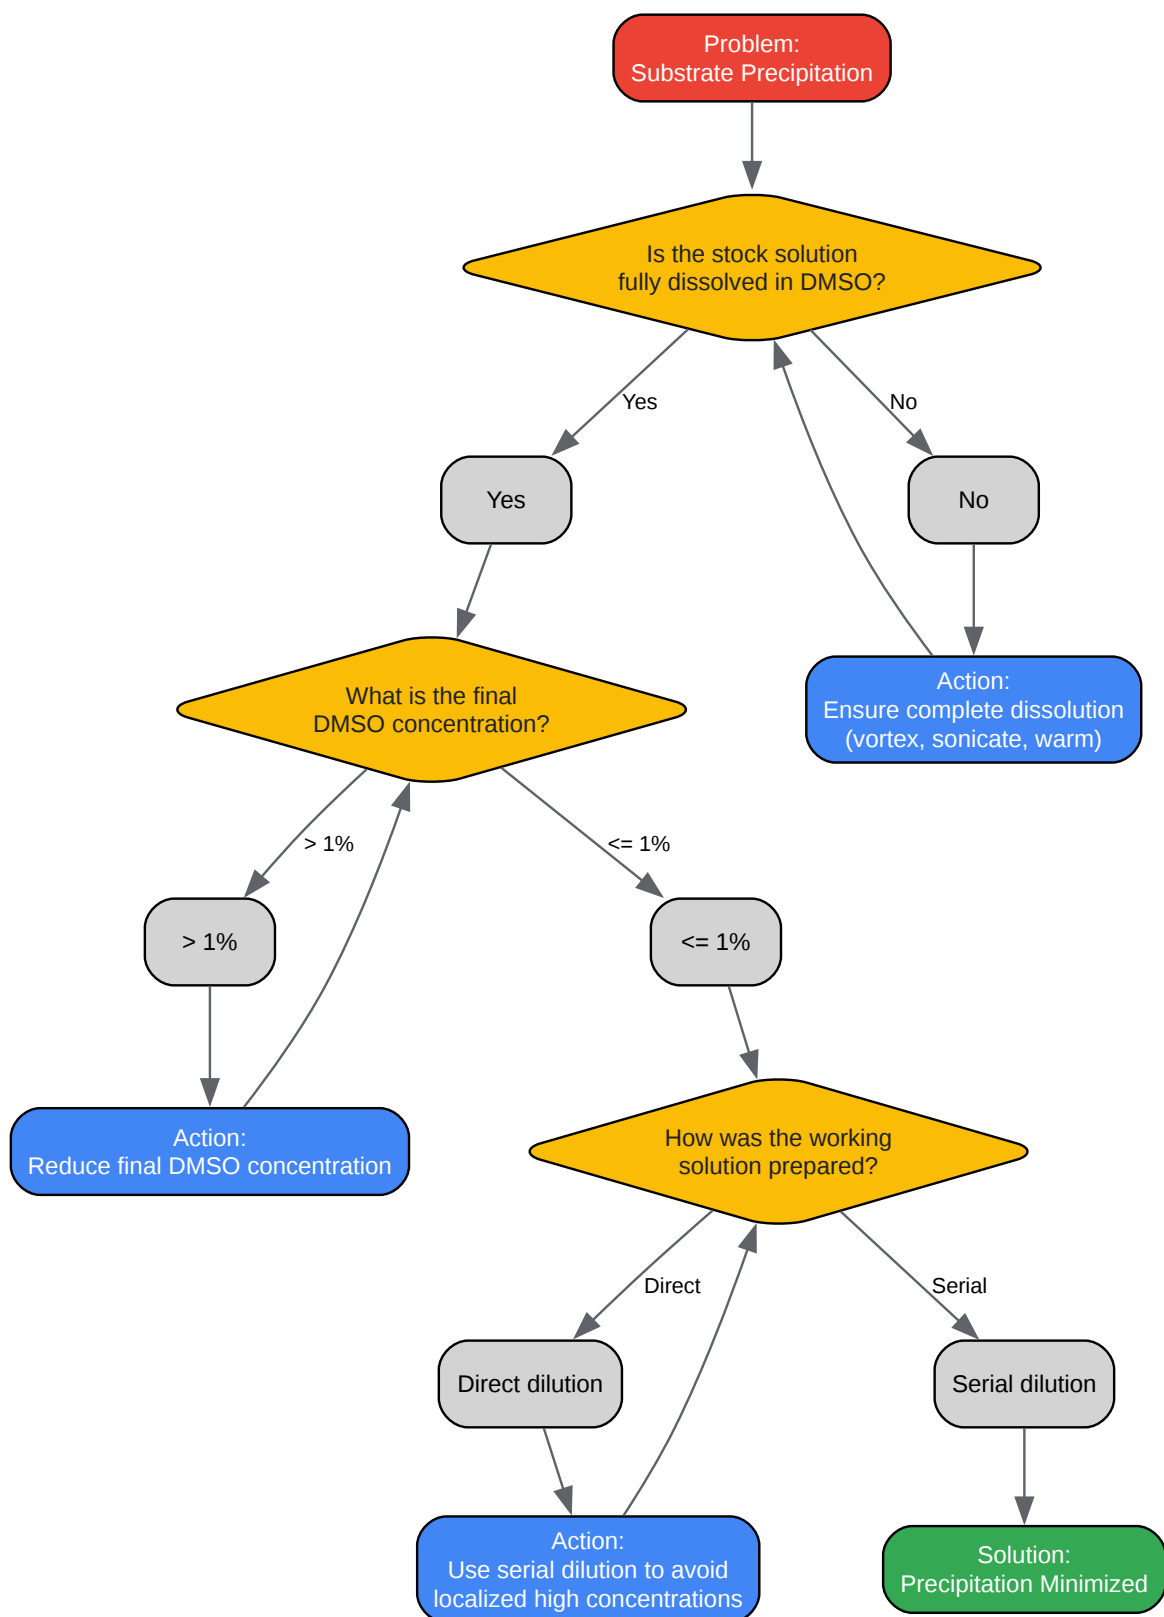 Problem:
Substrate Precipitation
Is the stock solution
fully dissolved in DMSO?
Yes
No
Yes
No
Action:
Ensure complete dissolution
(vortex, sonicate, warm)
What is the final
DMSO concentration?
> 1%
<= 1%
> 1%
<= 1%
Action:
Reduce final DMSO concentration
How was the working
solution prepared?
Direct
Serial
Direct dilution
Serial dilution
Action:
Use serial dilution to avoid
localized high concentrations
Solution:
Precipitation Minimized